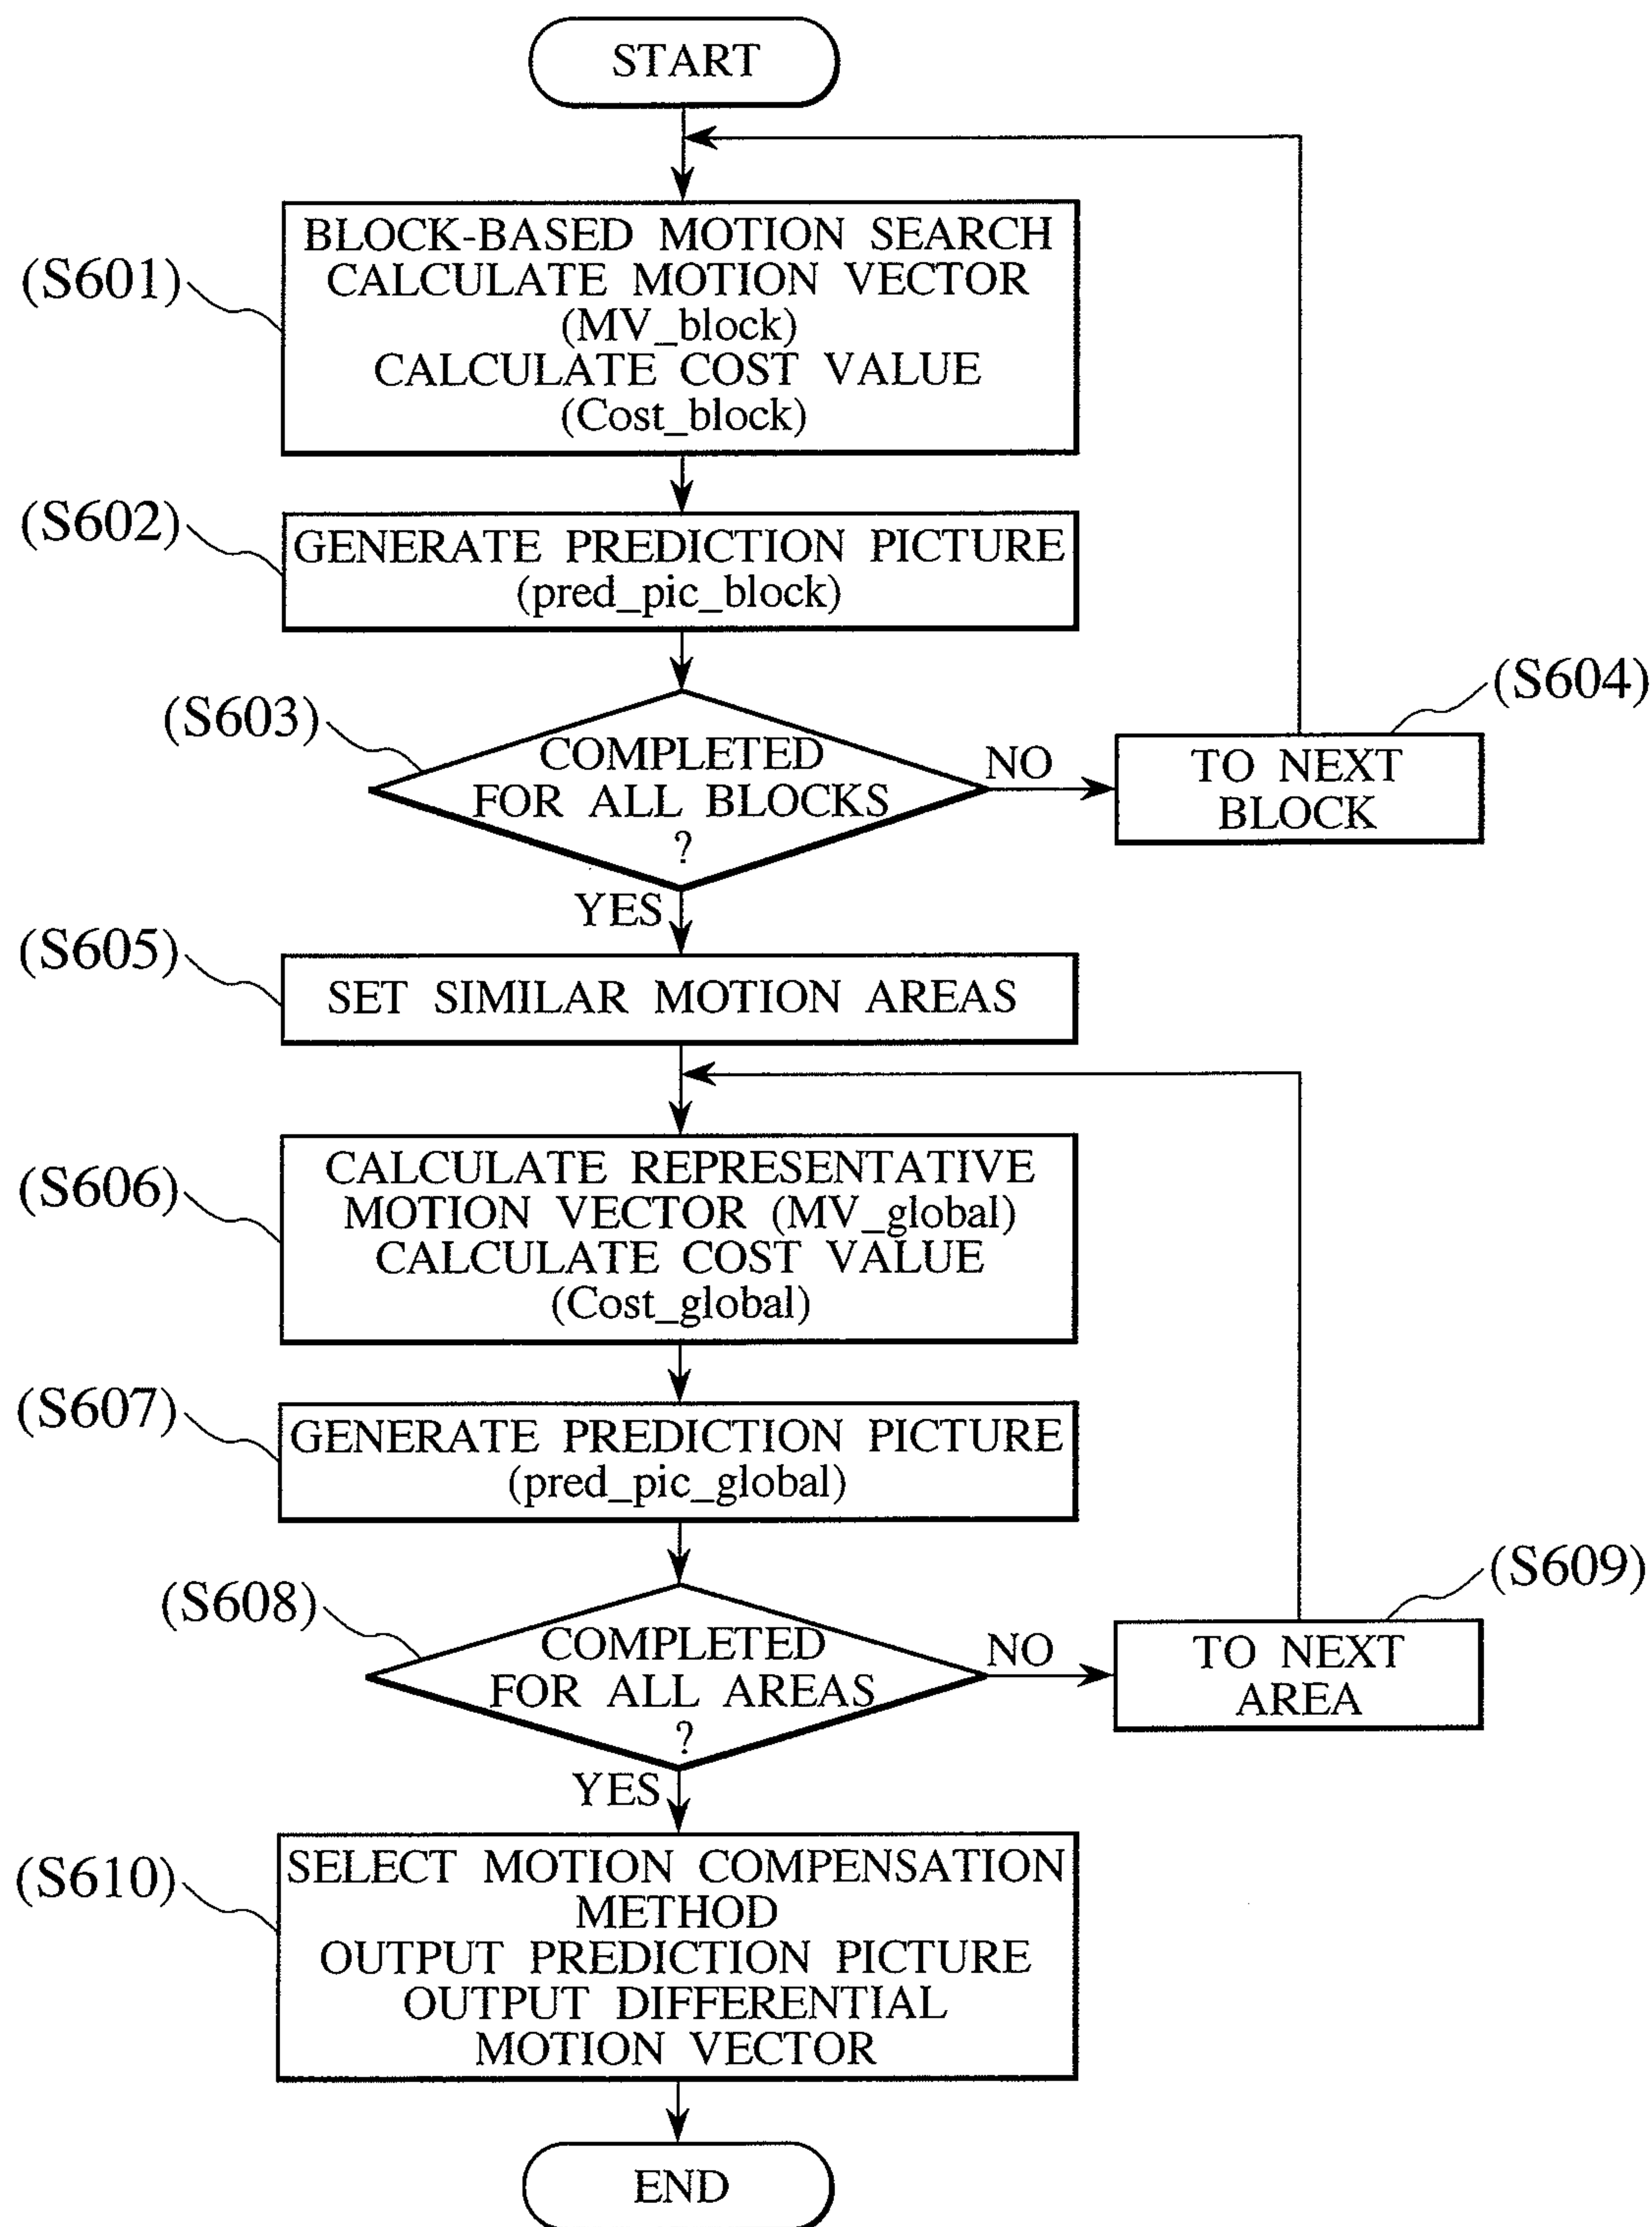 START
(S601)
BLOCK-BASED MOTION SEARCH
CALCULATE MOTION VECTOR
(MV_block)
CALCULATE COST VALUE
(Cost_block)
(S602)
GENERATE PREDICTION PICTURE
(pred_pic_block)
(S603)
COMPLETED
FOR ALL BLOCKS
?
NO
(S604)
TO NEXT
BLOCK
YES
(S605)
SET SIMILAR MOTION AREAS
(S606)
CALCULATE REPRESENTATIVE
MOTION VECTOR (MV_global)
CALCULATE COST VALUE
(Cost_global)
(S607)
GENERATE PREDICTION PICTURE
(pred_pic_global)
(S608)
COMPLETED
FOR ALL AREAS
?
NO
(S609)
TO NEXT
AREA
YES
(S610)
SELECT MOTION COMPENSATION
METHOD
OUTPUT PREDICTION PICTURE
OUTPUT DIFFERENTIAL
MOTION VECTOR
END